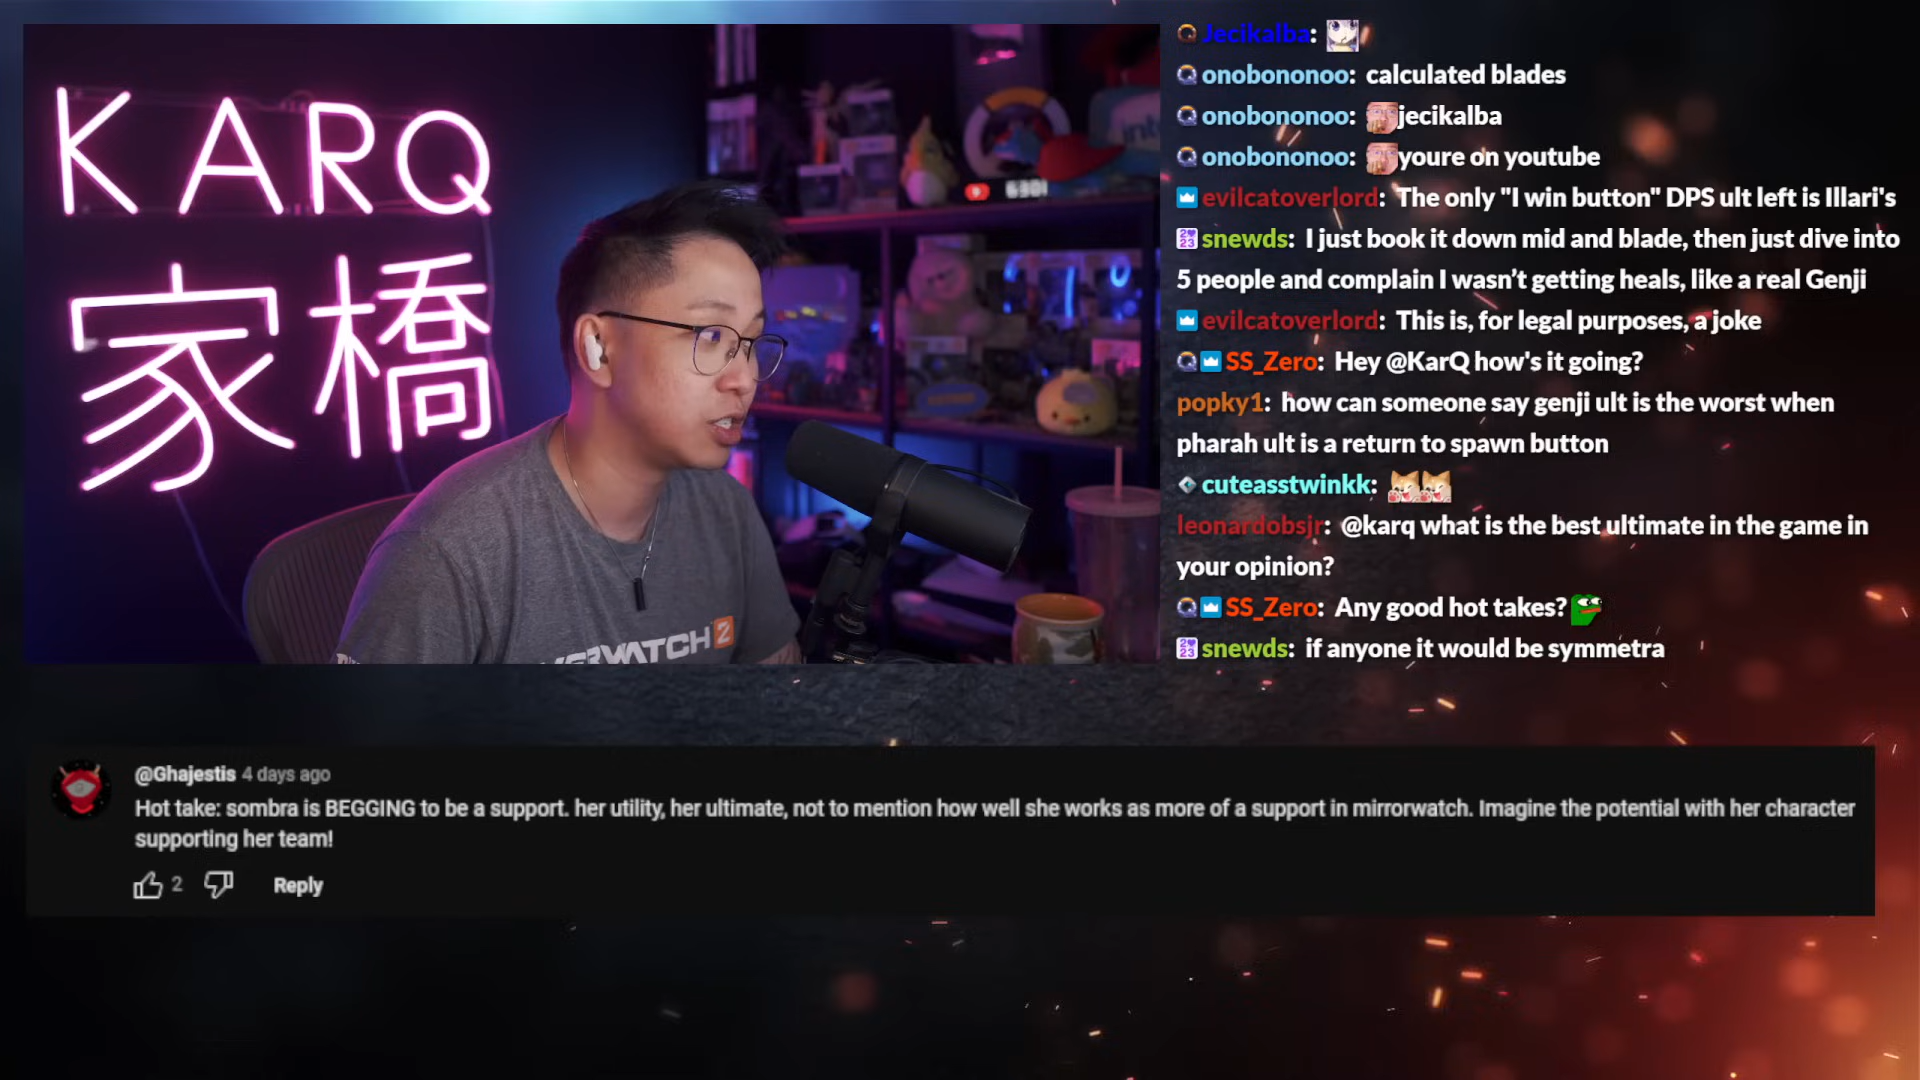 KARQ
家橋
6301
VERWATCH 2
Jecikalba:
onobononoo: calculated blades
onobononoo: jecikalba
onobononoo: youre on youtube
evilcatoverlord: The only "I win button" DPS ult left is Illari's
snewds: I just book it down mid and blade, then just dive into
5 people and complain I wasn't getting heals, like a real Genji
evilcatoverlord: This is, for legal purposes, a joke
SS_Zero: Hey @KarQ how's it going?
popky1: how can someone say genji ult is the worst when
pharah ult is a return to spawn button
cuteasstwinkk:
leonardobsjr: @karq what is the best ultimate in the game in
your opinion?
SS_Zero: Any good hot takes?
snewds: if anyone it would be symmetra
@Ghajestis 4 days ago
Hot take: sombra is BEGGING to be a support. her utility, her ultimate, not to mention how well she works as more of a support in mirrorwatch. Imagine the potential with her character
supporting her team!
2 Reply